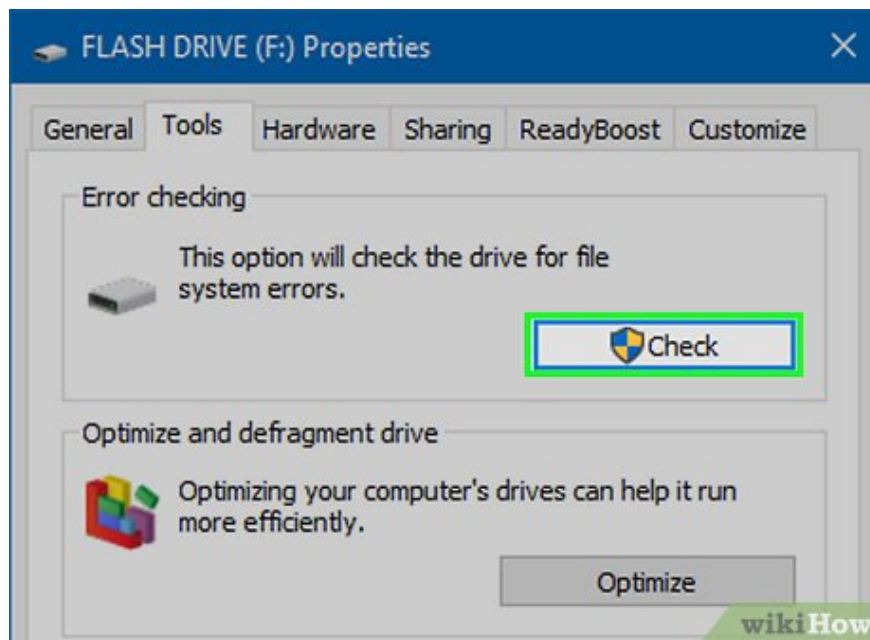 FLASH DRIVE (F:) Properties
General Tools Hardware Sharing ReadyBoost Customize
Error checking
This option will check the drive for file
system errors.
Check
Optimize and defragment drive
Optimizing your computer's drives can help it run
more efficiently.
Optimize
wikiHow